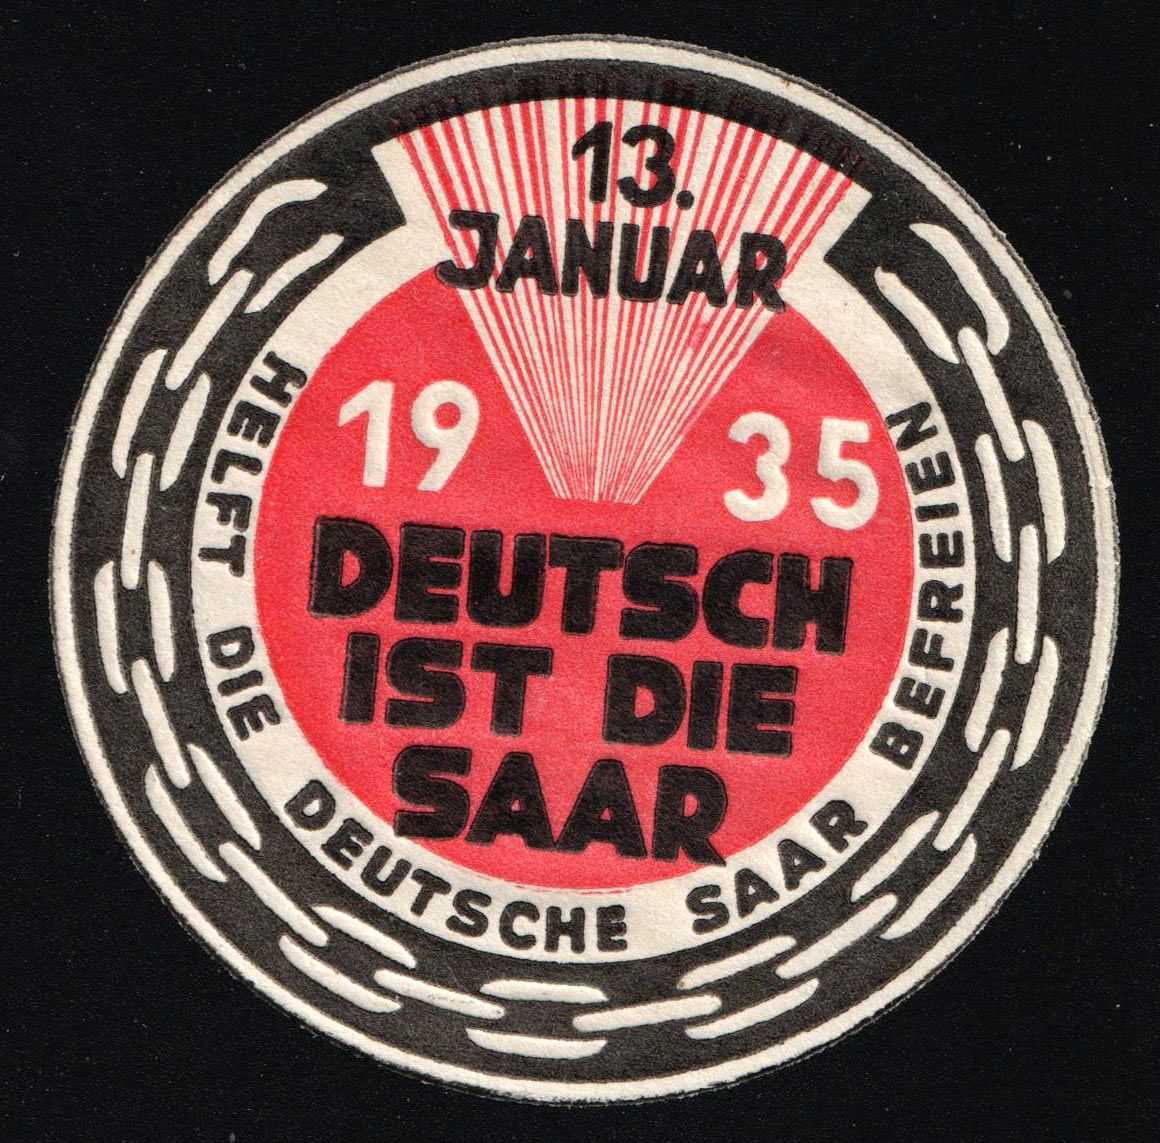 13.
JANUAR
19 35
DEUTSCH
IST DIE
SAAR
HELFT DIE DEUTSCHE SAAR BEFREIEN